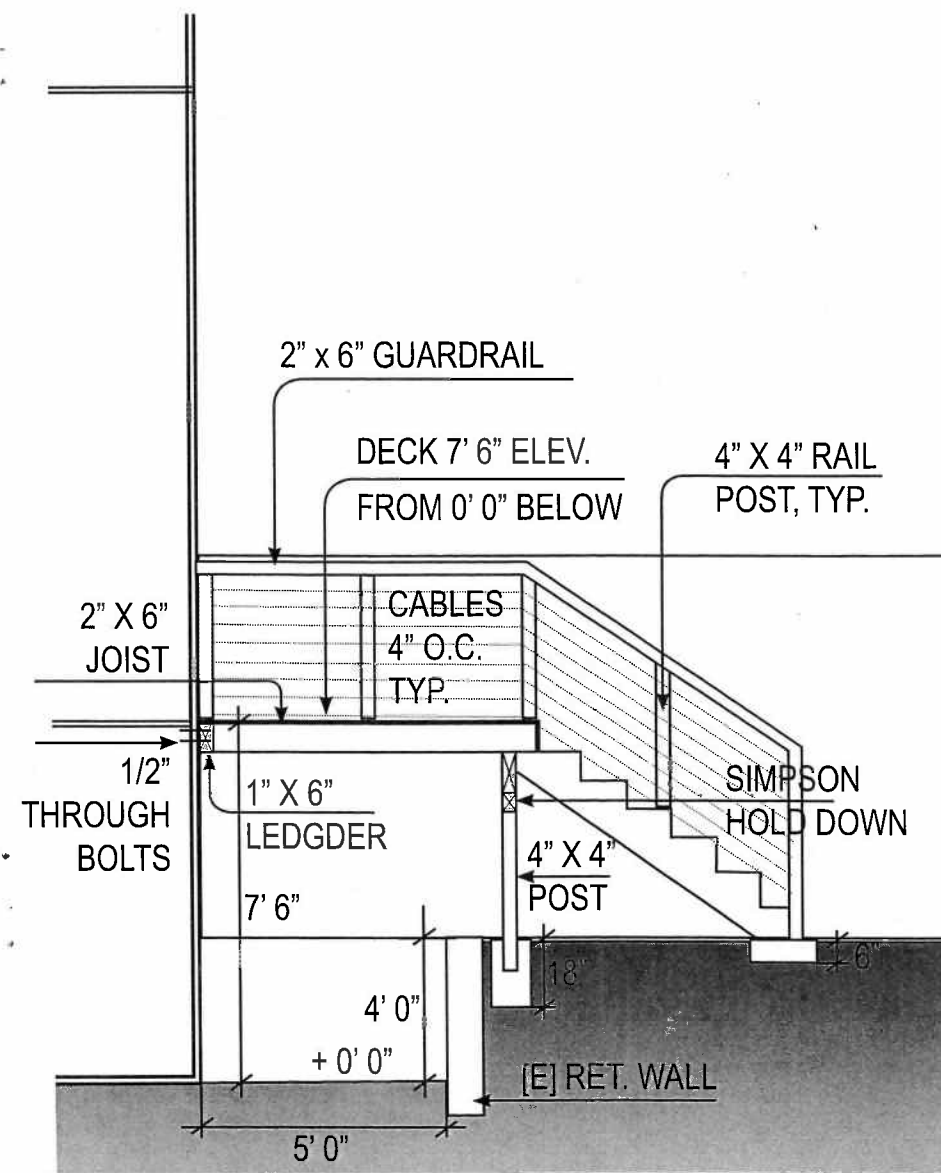 2” x 6” GUARDRAIL
DECK 7’ 6” ELEV.
FROM 0’ 0” BELOW
4” X 4” RAIL
POST, TYP.
CABLES
4” O.C.
TYP.
2” X 6”
JOIST
1/2”
THROUGH
BOLTS
1” X 6”
LEDGDER
SIMPSON
HOLD DOWN
4” X 4”
POST
7’ 6”
18”
6”
4’ 0”
+ 0’ 0”
[E] RET. WALL
5’ 0”